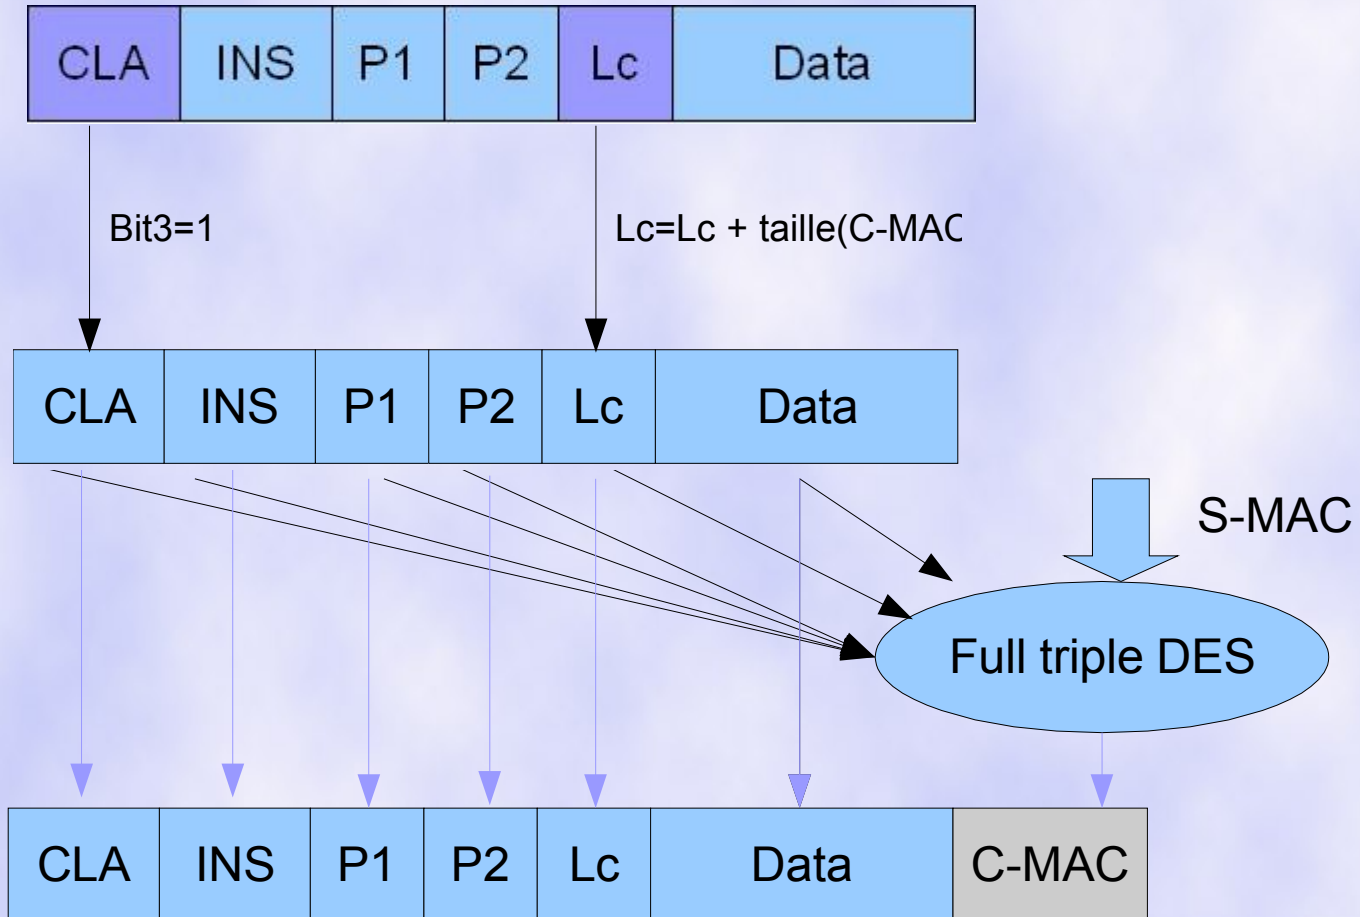 CLA INS P1 P2 Lc Data
Bit3=1 Lc=Lc + taille(C-MAC
CLA INS P1 P2 Lc Data
S-MAC
Full triple DES
CLA INS P1 P2 Lc Data C-MAC